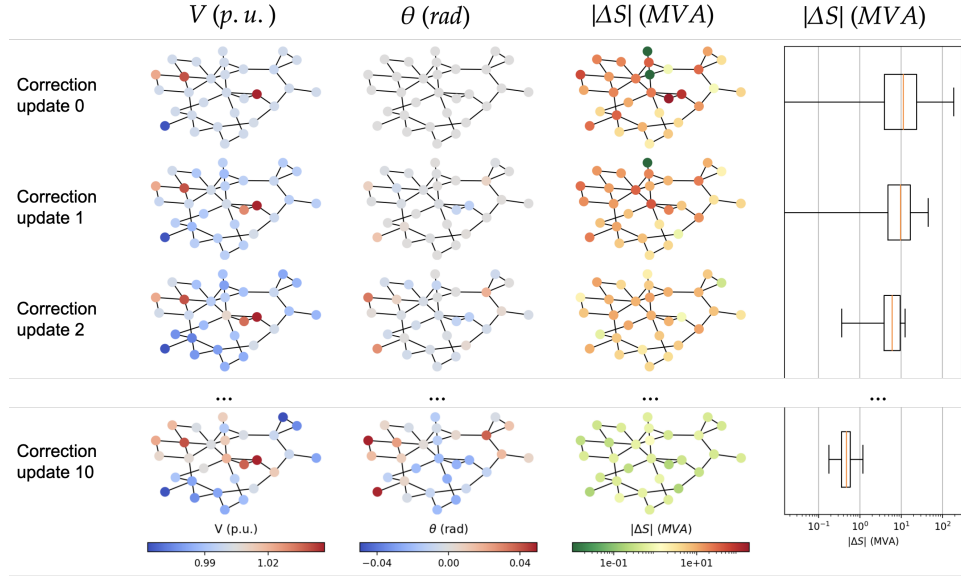 V (p. u. )
θ (rad)
|ΔS| (MVA)
|ΔS| (MVA)
Correction
update 0
Correction
update 1
Correction
update 2
...
...
...
...
Correction
update 10
V (p.u.)
0.99
1.02
θ (rad)
−0.04
0.00
0.04
|ΔS| (MVA)
1e-01
1e+01
10⁻¹
10⁰
10¹
10²
|ΔS| (MVA)